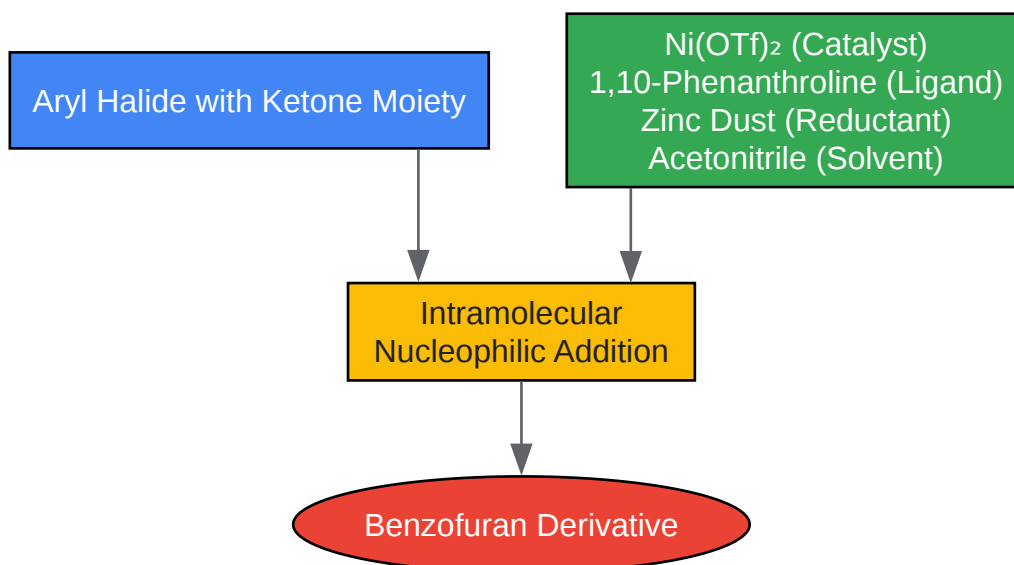 Aryl Halide with Ketone Moiety
Ni(OTf)₂ (Catalyst)
1,10-Phenanthroline (Ligand)
Zinc Dust (Reductant)
Acetonitrile (Solvent)
Intramolecular
Nucleophilic Addition
Benzofuran Derivative